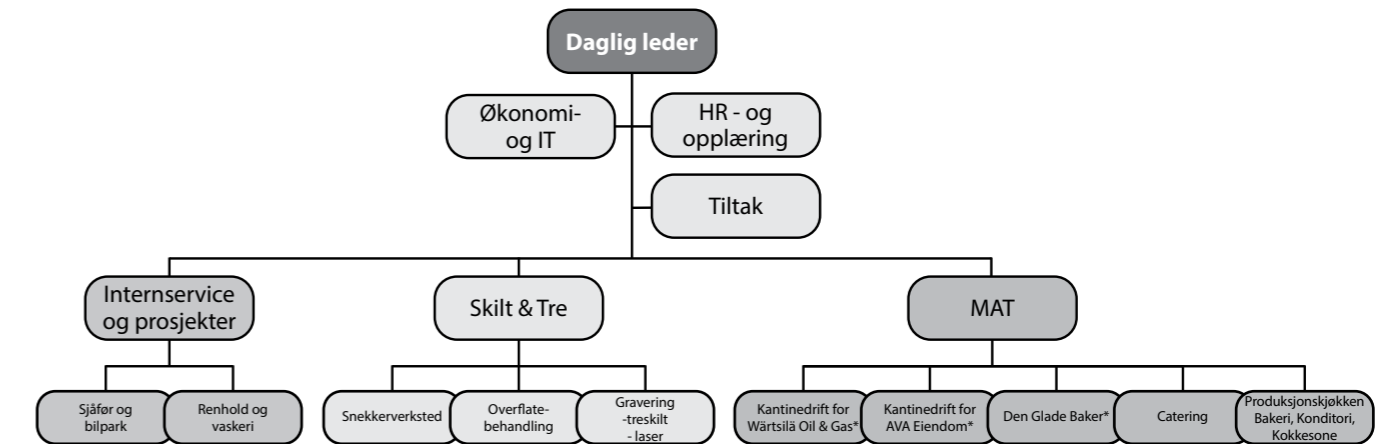 Daglig leder
Økonomi-
og IT
HR - og
opplæring
Tiltak
Internservice
og prosjekter
Skilt & Tre
MAT
Sjåfør og
bilpark
Renhold og
vaskeri
Snekkerverksted
Overflate-
behandling
Gravering
-treskilt
- laser
Kantinedrift for
Wärtsilä Oil & Gas*
Kantinedrift for
AVA Eiendom*
Den Glade Baker*
Catering
Produksjonskjøkken
Bakeri, Konditori,
Kokkesone